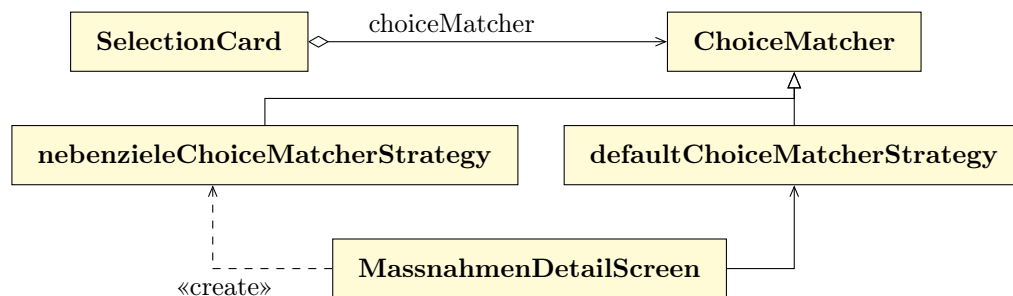 SelectionCard
choiceMatcher
ChoiceMatcher
nebenzieleChoiceMatcherStrategy
defaultChoiceMatcherStrategy
MassnahmenDetailScreen
«create»